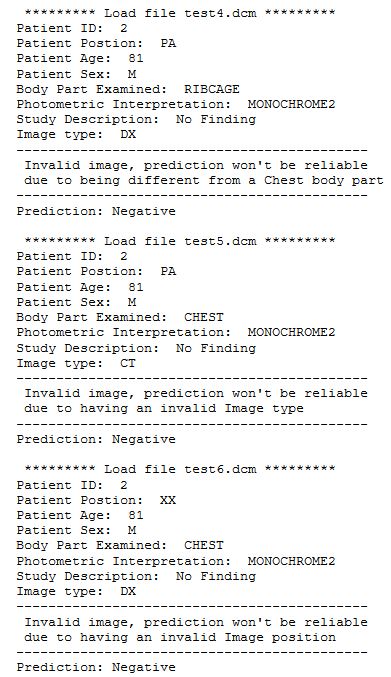 ********* Load file test4.dcm *********
Patient ID:  2
Patient Postion:  PA
Patient Age:  81
Patient Sex:  M
Body Part Examined:  RIBCAGE
Photometric Interpretation:  MONOCHROME2
Study Description:  No Finding
Image type:  DX
--------------------------------------------
Invalid image, prediction won't be reliable
due to being different from a Chest body part
--------------------------------------------
Prediction: Negative
********* Load file test5.dcm *********
Patient ID:  2
Patient Postion:  PA
Patient Age:  81
Patient Sex:  M
Body Part Examined:  CHEST
Photometric Interpretation:  MONOCHROME2
Study Description:  No Finding
Image type:  CT
--------------------------------------------
Invalid image, prediction won't be reliable
due to having an invalid Image type
--------------------------------------------
Prediction: Negative
********* Load file test6.dcm *********
Patient ID:  2
Patient Postion:  XX
Patient Age:  81
Patient Sex:  M
Body Part Examined:  CHEST
Photometric Interpretation:  MONOCHROME2
Study Description:  No Finding
Image type:  DX
--------------------------------------------
Invalid image, prediction won't be reliable
due to having an invalid Image position
--------------------------------------------
Prediction: Negative